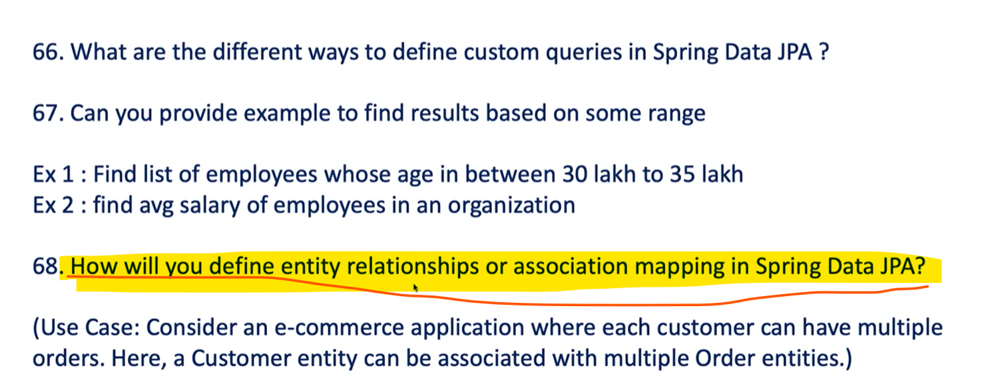 66. What are the different ways to define custom queries in Spring Data JPA ?
67. Can you provide example to find results based on some range
Ex 1 : Find list of employees whose age in between 30 lakh to 35 lakh
Ex 2 : find avg salary of employees in an organization
68. How will you define entity relationships or association mapping in Spring Data JPA?
(Use Case: Consider an e-commerce application where each customer can have multiple
orders. Here, a Customer entity can be associated with multiple Order entities.)